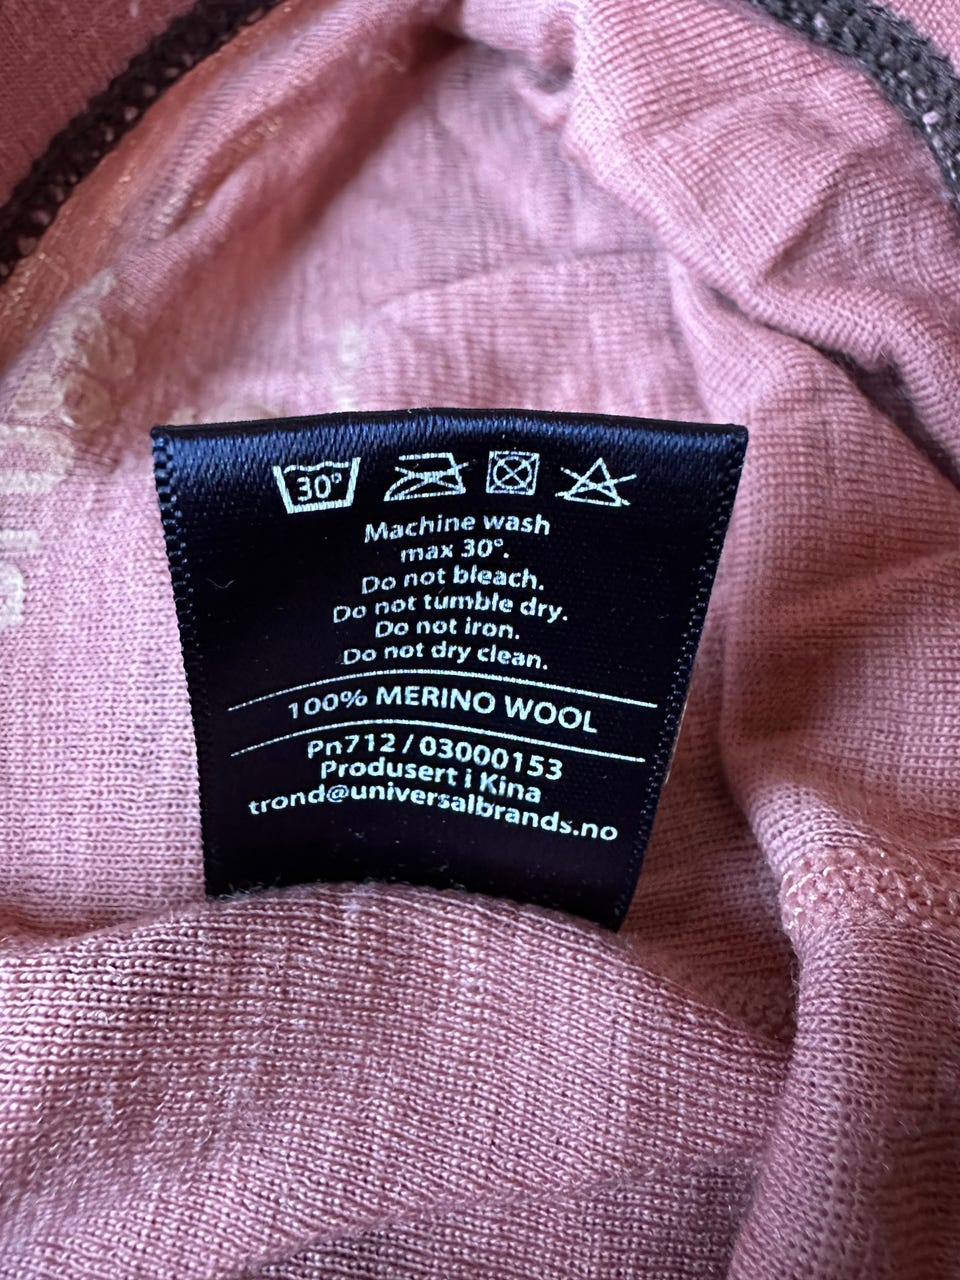 30°
Machine wash
max 30°.
Do not bleach.
Do not tumble dry.
Do not iron.
Do not dry clean.
100% MERINO WOOL
Pn712 / 03000153
Produsert i Kina
trond@universalbrands.no